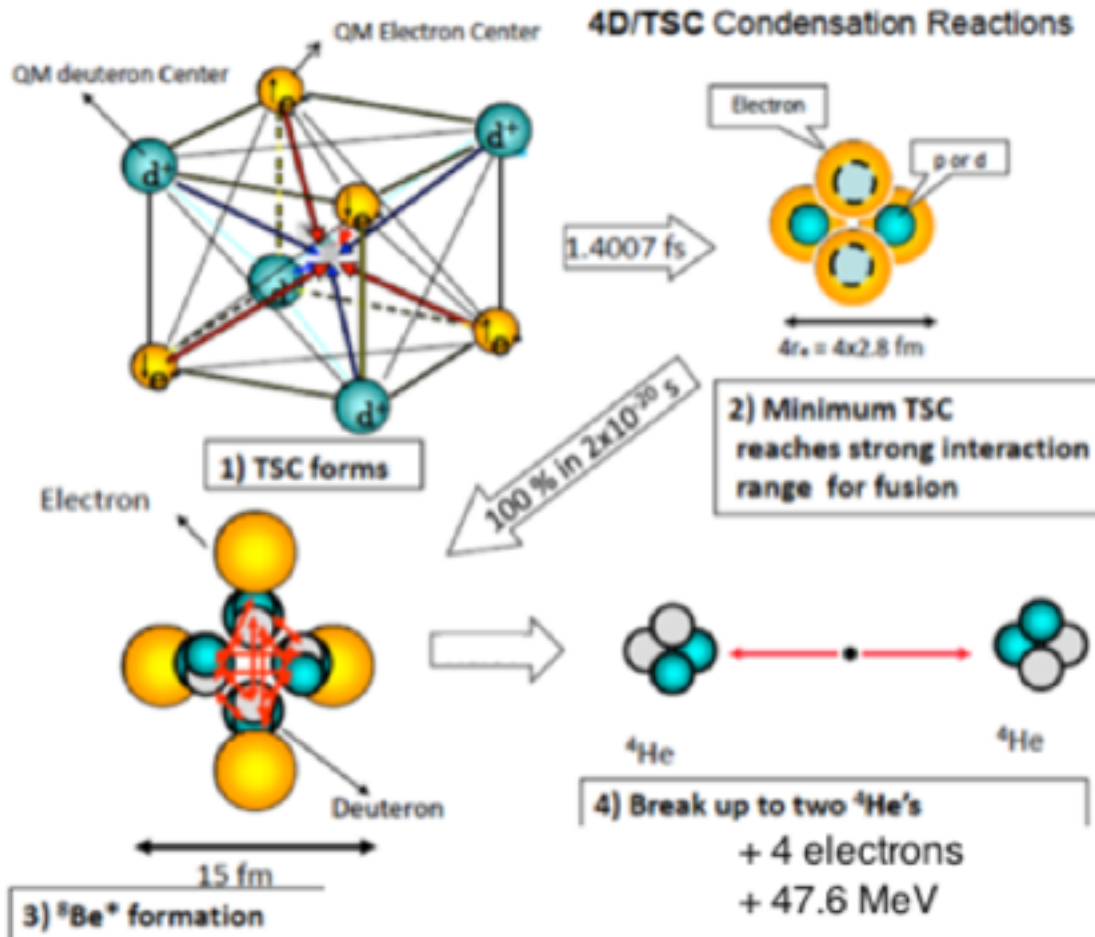 4D/TSC Condensation Reactions
QM Electron Center
QM deuteron Center
e⁻
d⁺
d⁺
e⁻
d⁺
e⁻
e⁻
d⁺
1) TSC forms
1.4007 fs
Electron
p or d
4rₑ = 4x2.8 fm
2) Minimum TSC
reaches strong interaction
range for fusion
100 % in 2x10⁻²⁰ s
Electron
Deuteron
15 fm
3) ⁸Be* formation
⁴He
⁴He
4) Break up to two ⁴He's
+ 4 electrons
+ 47.6 MeV